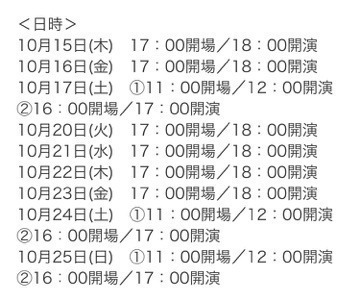 ＜日時＞
10月15日(木)　17：00開場／18：00開演
10月16日(金)　17：00開場／18：00開演
10月17日(土)　①11：00開場／12：00開演
②16：00開場／17：00開演
10月20日(火)　17：00開場／18：00開演
10月21日(水)　17：00開場／18：00開演
10月22日(木)　17：00開場／18：00開演
10月23日(金)　17：00開場／18：00開演
10月24日(土)　①11：00開場／12：00開演
②16：00開場／17：00開演
10月25日(日)　①11：00開場／12：00開演
②16：00開場／17：00開演